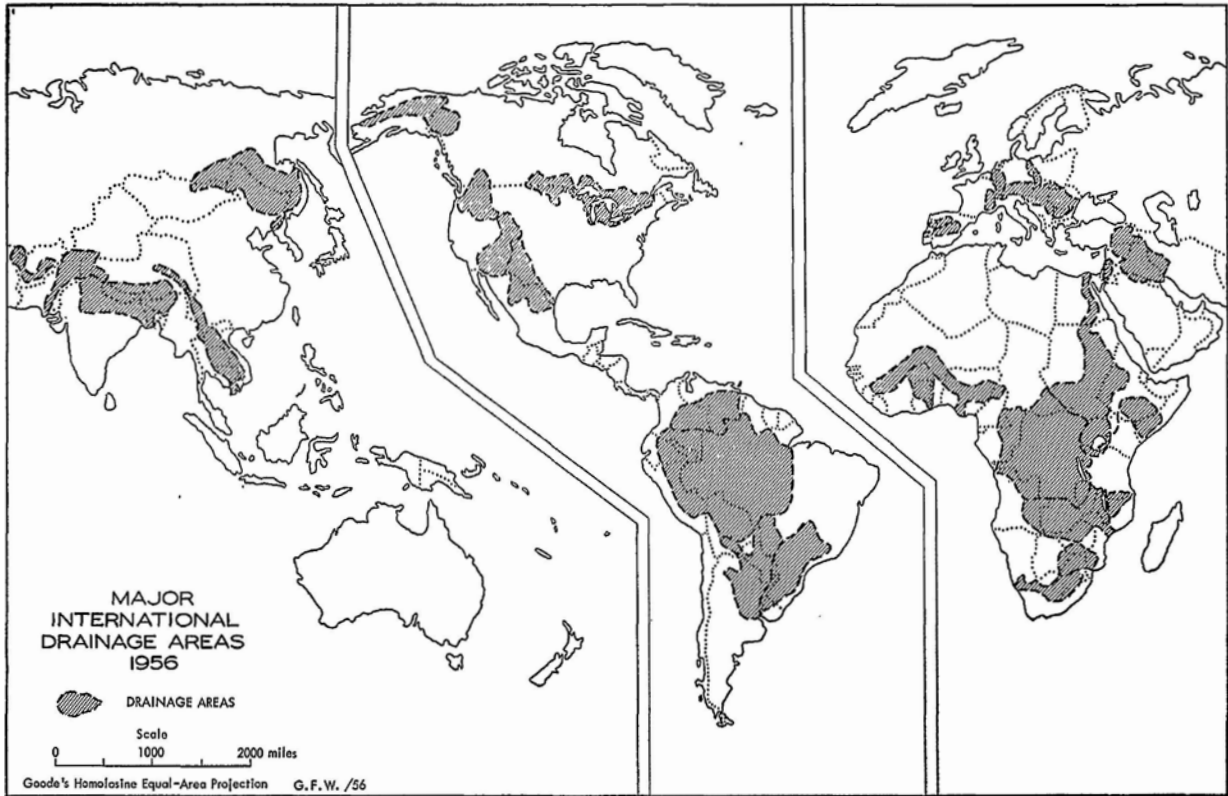 MAJOR
INTERNATIONAL
DRAINAGE AREAS
1956
DRAINAGE AREAS
Scale
0 1000 2000 miles
Goode's Homolosine Equal-Area Projection G.F.W. /56